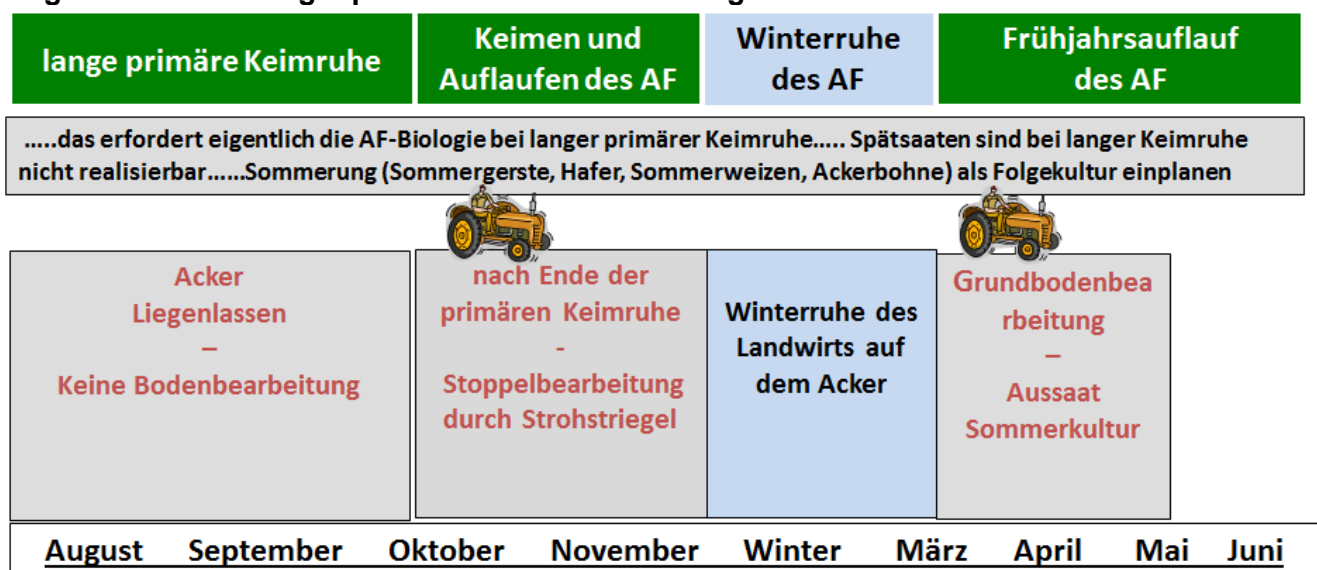 lange primäre Keimruhe
Keimen und
Auflaufen des AF
Winterruhe
des AF
Frühjahrsauflauf
des AF
.....das erfordert eigentlich die AF-Biologie bei langer primärer Keimruhe..... Spätsaaten sind bei langer Keimruhe
nicht realisierbar......Sommerung (Sommergerste, Hafer, Sommerweizen, Ackerbohne) als Folgekultur einplanen
Acker
Liegenlassen
–
Keine Bodenbearbeitung
nach Ende der
primären Keimruhe
-
Stoppelbearbeitung
durch Strohstriegel
Winterruhe des
Landwirts auf
dem Acker
Grundbodenbea
rbeitung
–
Aussaat
Sommerkultur
August September Oktober November Winter März April Mai Juni